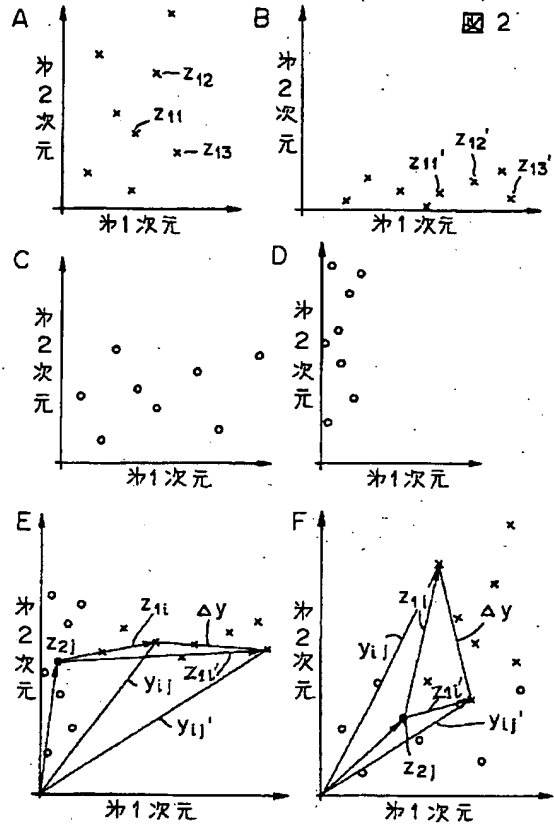 A
第2次元
z12
z11
z13
第1次元
B
図 2
第2次元
z11'
z12'
z13'
第1次元
C
第2次元
第1次元
D
第2次元
第1次元
E
第2次元
z1i
Δy
z2j
z1i'
yij
yij'
第1次元
F
第2次元
z1i
Δy
yij
z1i'
yij'
z2j
第1次元